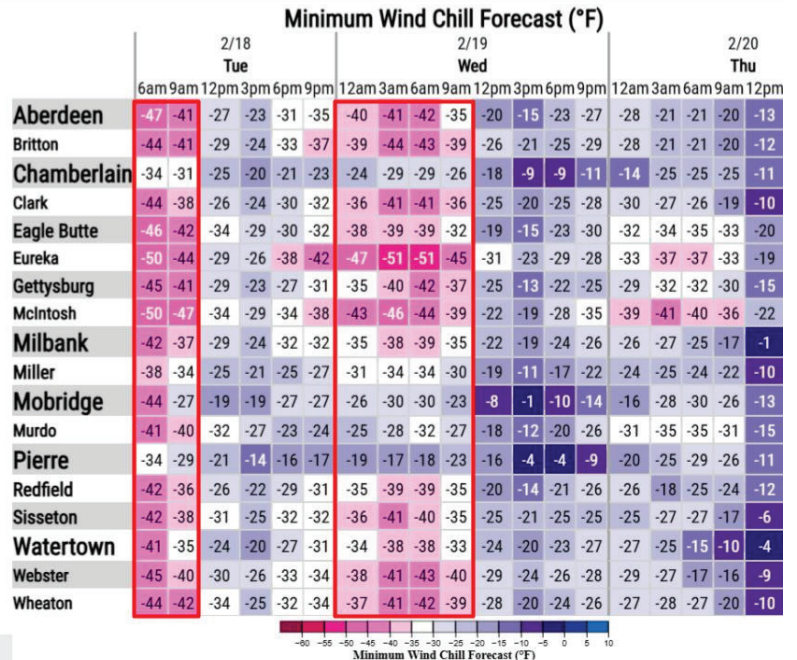 Minimum Wind Chill Forecast (°F)
2/18 2/19 2/20
Tue Wed Thu
6am 9am 12pm 3pm 6pm 9pm 12am 3am 6am 9am 12pm 3pm 6pm 9pm 12am 3am 6am 9am 12pm
Aberdeen -47 -41 -27 -23 -31 -35 -40 -41 -42 -35 -20 -15 -23 -27 -28 -21 -21 -20 -13
Britton -44 -41 -29 -24 -33 -37 -39 -44 -43 -39 -26 -21 -25 -29 -28 -21 -21 -20 -12
Chamberlain -34 -31 -25 -20 -21 -23 -24 -29 -29 -26 -18 -9 -9 -11 -14 -25 -25 -25 -11
Clark -44 -38 -26 -24 -30 -32 -36 -41 -41 -36 -25 -20 -25 -28 -30 -27 -26 -19 -10
Eagle Butte -46 -42 -34 -29 -30 -32 -38 -39 -39 -32 -19 -15 -23 -30 -32 -34 -35 -33 -20
Eureka -50 -44 -29 -26 -38 -42 -47 -51 -51 -45 -31 -23 -29 -28 -33 -37 -37 -33 -19
Gettysburg -45 -41 -29 -23 -27 -31 -35 -40 -42 -37 -25 -13 -22 -25 -29 -32 -32 -30 -15
McIntosh -50 -47 -34 -29 -34 -38 -43 -46 -44 -39 -22 -19 -28 -35 -39 -41 -40 -36 -22
Milbank -42 -37 -29 -24 -32 -32 -35 -38 -39 -35 -22 -19 -24 -26 -26 -27 -25 -17 -1
Miller -38 -34 -25 -21 -25 -27 -31 -34 -34 -30 -19 -11 -17 -22 -24 -25 -24 -22 -10
Mobridge -44 -27 -19 -19 -27 -27 -26 -30 -30 -23 -8 -1 -10 -14 -16 -28 -30 -26 -13
Murdo -41 -40 -32 -27 -23 -24 -25 -28 -32 -27 -18 -12 -20 -26 -31 -35 -35 -31 -15
Pierre -34 -29 -21 -14 -16 -17 -19 -17 -18 -23 -16 -4 -4 -9 -20 -25 -29 -26 -11
Redfield -42 -36 -26 -22 -29 -31 -35 -39 -39 -35 -20 -14 -21 -26 -26 -18 -25 -24 -12
Sisseton -42 -38 -31 -25 -32 -32 -36 -41 -40 -35 -25 -21 -25 -25 -25 -27 -27 -17 -6
Watertown -41 -35 -24 -20 -27 -31 -34 -38 -38 -33 -24 -20 -23 -27 -27 -25 -15 -10 -4
Webster -45 -40 -30 -26 -33 -34 -38 -41 -43 -40 -29 -24 -26 -28 -29 -27 -17 -16 -9
Wheaton -44 -42 -34 -25 -32 -34 -37 -41 -42 -39 -28 -20 -24 -26 -27 -28 -27 -20 -10
-60 -55 -50 -45 -40 -35 -30 -25 -20 -15 -10 -5 0 5 10
Minimum Wind Chill Forecast (°F)